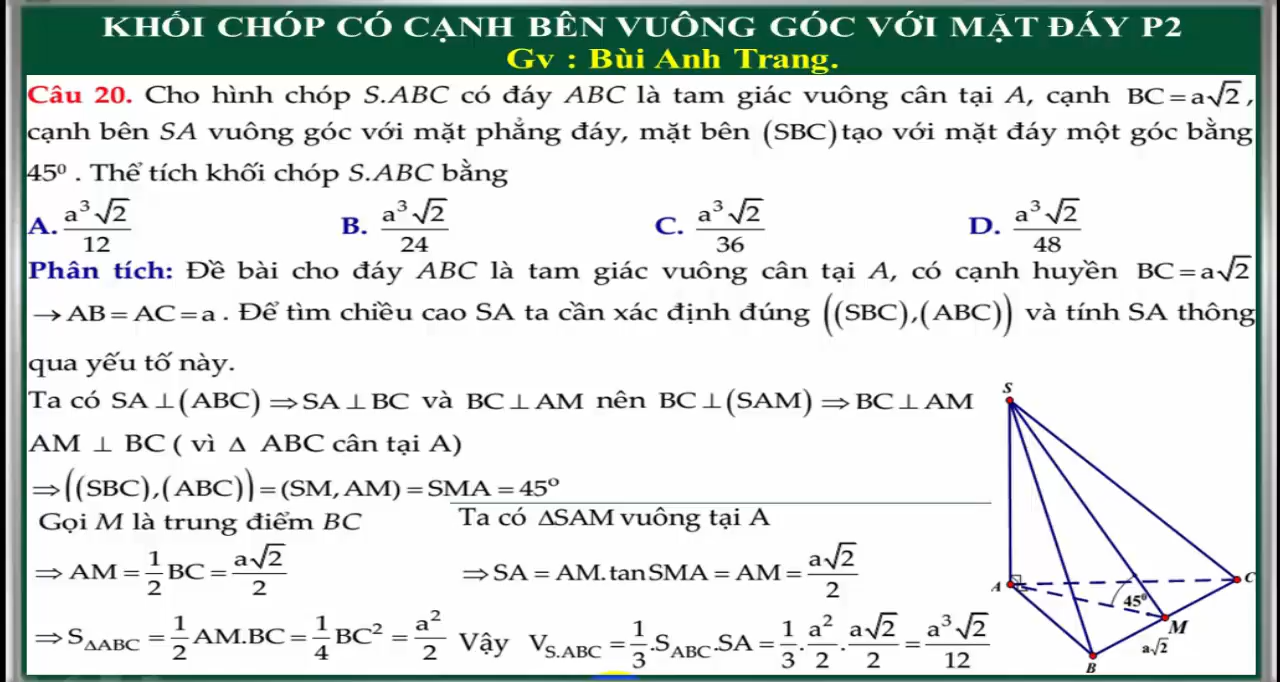 KHỐI CHÓP CÓ CẠNH BÊN VUÔNG GÓC VỚI MẶT ĐÁY P2
Gv : Bùi Anh Trang.
Câu 20. Cho hình chóp S.ABC có đáy ABC là tam giác vuông cân tại A, cạnh BC=a√2,
cạnh bên SA vuông góc với mặt phẳng đáy, mặt bên (SBC) tạo với mặt đáy một góc bằng
45⁰ . Thể tích khối chóp S.ABC bằng
A. a³√2/12 B. a³√2/24 C. a³√2/36 D. a³√2/48
Phân tích: Đề bài cho đáy ABC là tam giác vuông cân tại A, có cạnh huyền BC=a√2
→AB=AC=a. Để tìm chiều cao SA ta cần xác định đúng ((SBC),(ABC)) và tính SA thông
qua yếu tố này.
Ta có SA⊥(ABC)⇒SA⊥BC và BC⊥AM nên BC⊥(SAM)⇒BC⊥AM
AM ⊥ BC ( vì Δ ABC cân tại A)
⇒((SBC),(ABC))=(SM,AM)=SMA=45⁰
Gọi M là trung điểm BC
⇒AM=1/2BC=a√2/2
⇒S_ΔABC=1/2AM.BC=1/4BC²=a²/2
Ta có ΔSAM vuông tại A
⇒SA=AM.tanSMA=AM=a√2/2
Vậy V_S.ABC=1/3.S_ABC.SA=1/3.a²/2.a√2/2=a³√2/12
S
A
C
45⁰
M
a√2
B